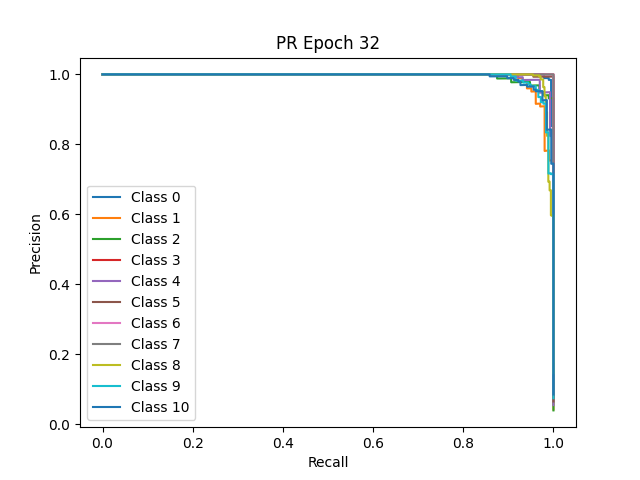 PR Epoch 32
1.0
0.8
0.6
0.4
0.2
0.0
Precision
Class 0
Class 1
Class 2
Class 3
Class 4
Class 5
Class 6
Class 7
Class 8
Class 9
Class 10
0.0 0.2 0.4 0.6 0.8 1.0
Recall